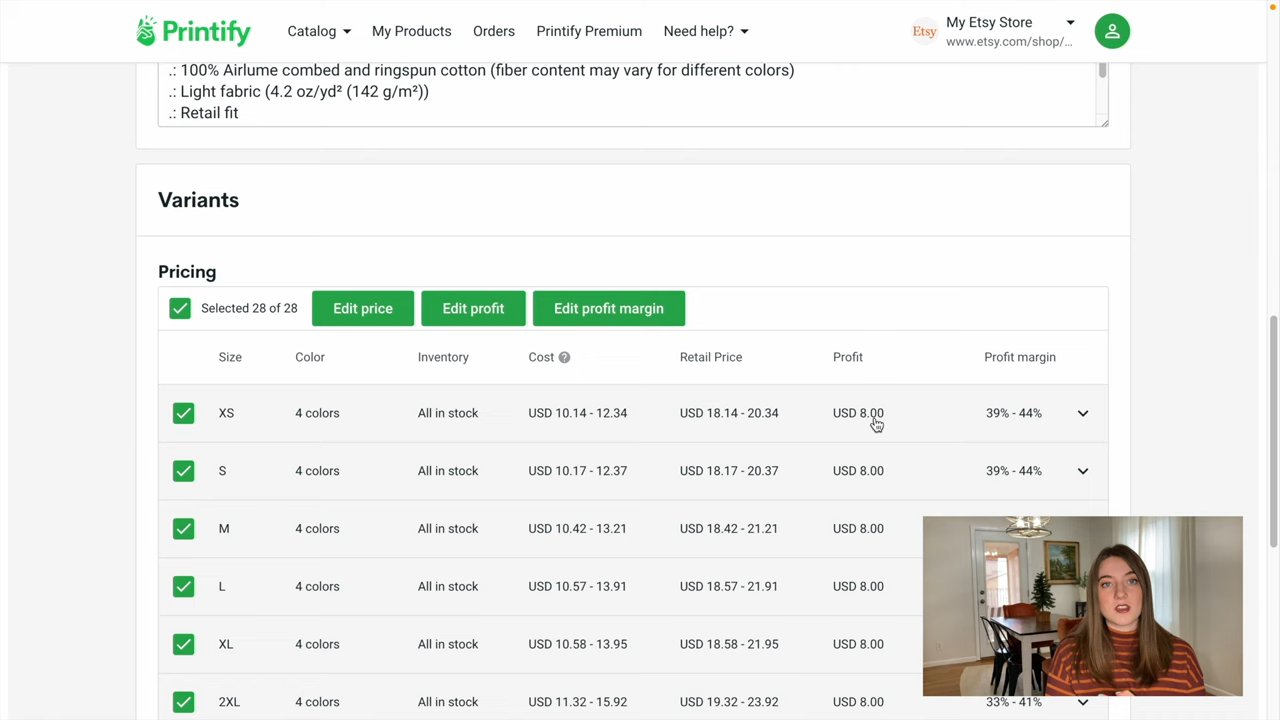 Printify
Catalog
My Products
Orders
Printify Premium
Need help?
Etsy
My Etsy Store
www.etsy.com/shop/...
.: 100% Airlume combed and ringspun cotton (fiber content may vary for different colors)
.: Light fabric (4.2 oz/yd² (142 g/m²))
.: Retail fit
Variants
Pricing
Selected 28 of 28
Edit price
Edit profit
Edit profit margin
Size Color Inventory Cost ? Retail Price Profit Profit margin
XS 4 colors All in stock USD 10.14 - 12.34 USD 18.14 - 20.34 USD 8.00 39% - 44%
S 4 colors All in stock USD 10.17 - 12.37 USD 18.17 - 20.37 USD 8.00 39% - 44%
M 4 colors All in stock USD 10.42 - 13.21 USD 18.42 - 21.21 USD 8.00
L 4 colors All in stock USD 10.57 - 13.91 USD 18.57 - 21.91 USD 8.00
XL 4 colors All in stock USD 10.58 - 13.95 USD 18.58 - 21.95 USD 8.00
2XL 4 colors All in stock USD 11.32 - 15.92 USD 19.32 - 23.92 USD 8.00 33% - 41%